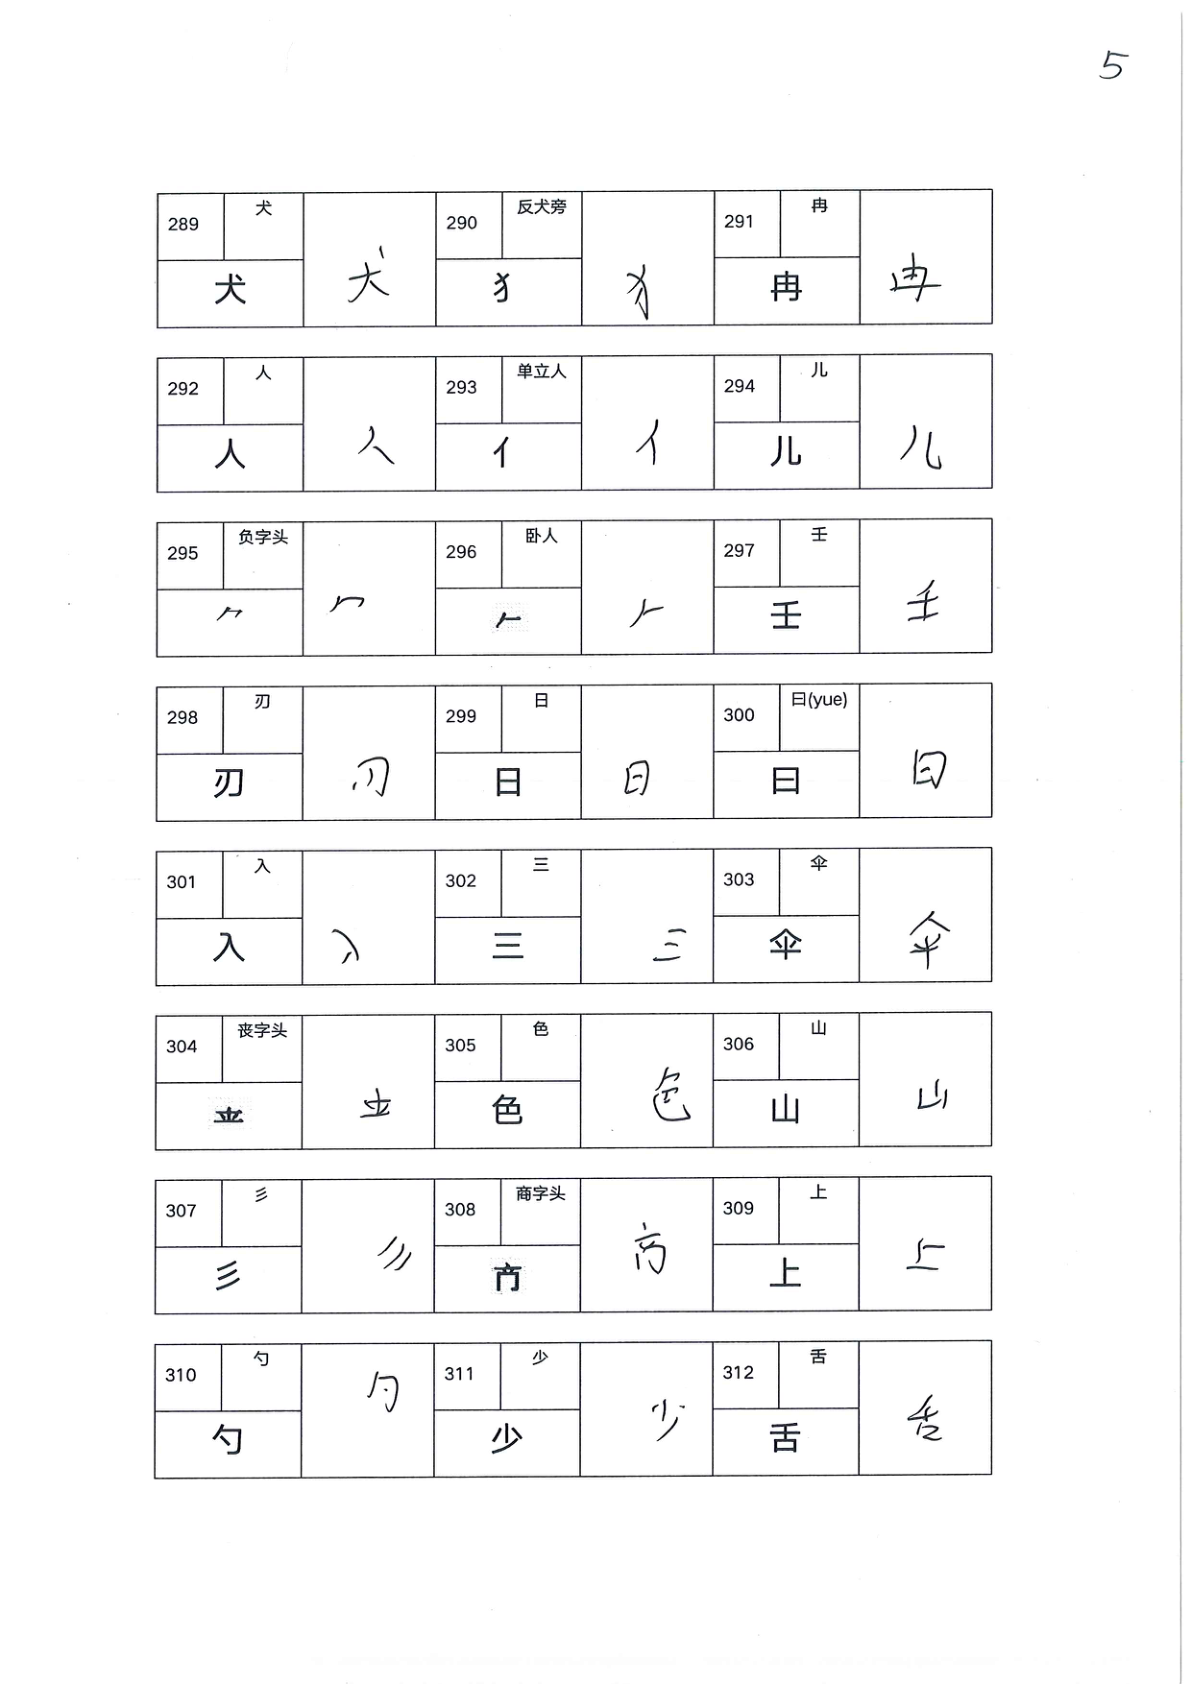 5
289 犬 290 反犬旁 291 冉
犬 犬 犭 犭 冉 冉
292 人 293 单立人 294 儿
人 人 亻 亻 儿 儿
295 负字头 296 卧人 297 壬
⺈ ⺈ 𠂉 𠂉 壬 壬
298 刃 299 日 300 曰(yue)
刃 刃 日 日 曰 曰
301 入 302 三 303 伞
入 入 三 三 伞 伞
304 丧字头 305 色 306 山
色 色 山 山
307 彡 308 商字头 309 上
彡 彡 上 上
310 勺 311 少 312 舌
勺 勺 少 少 舌 舌